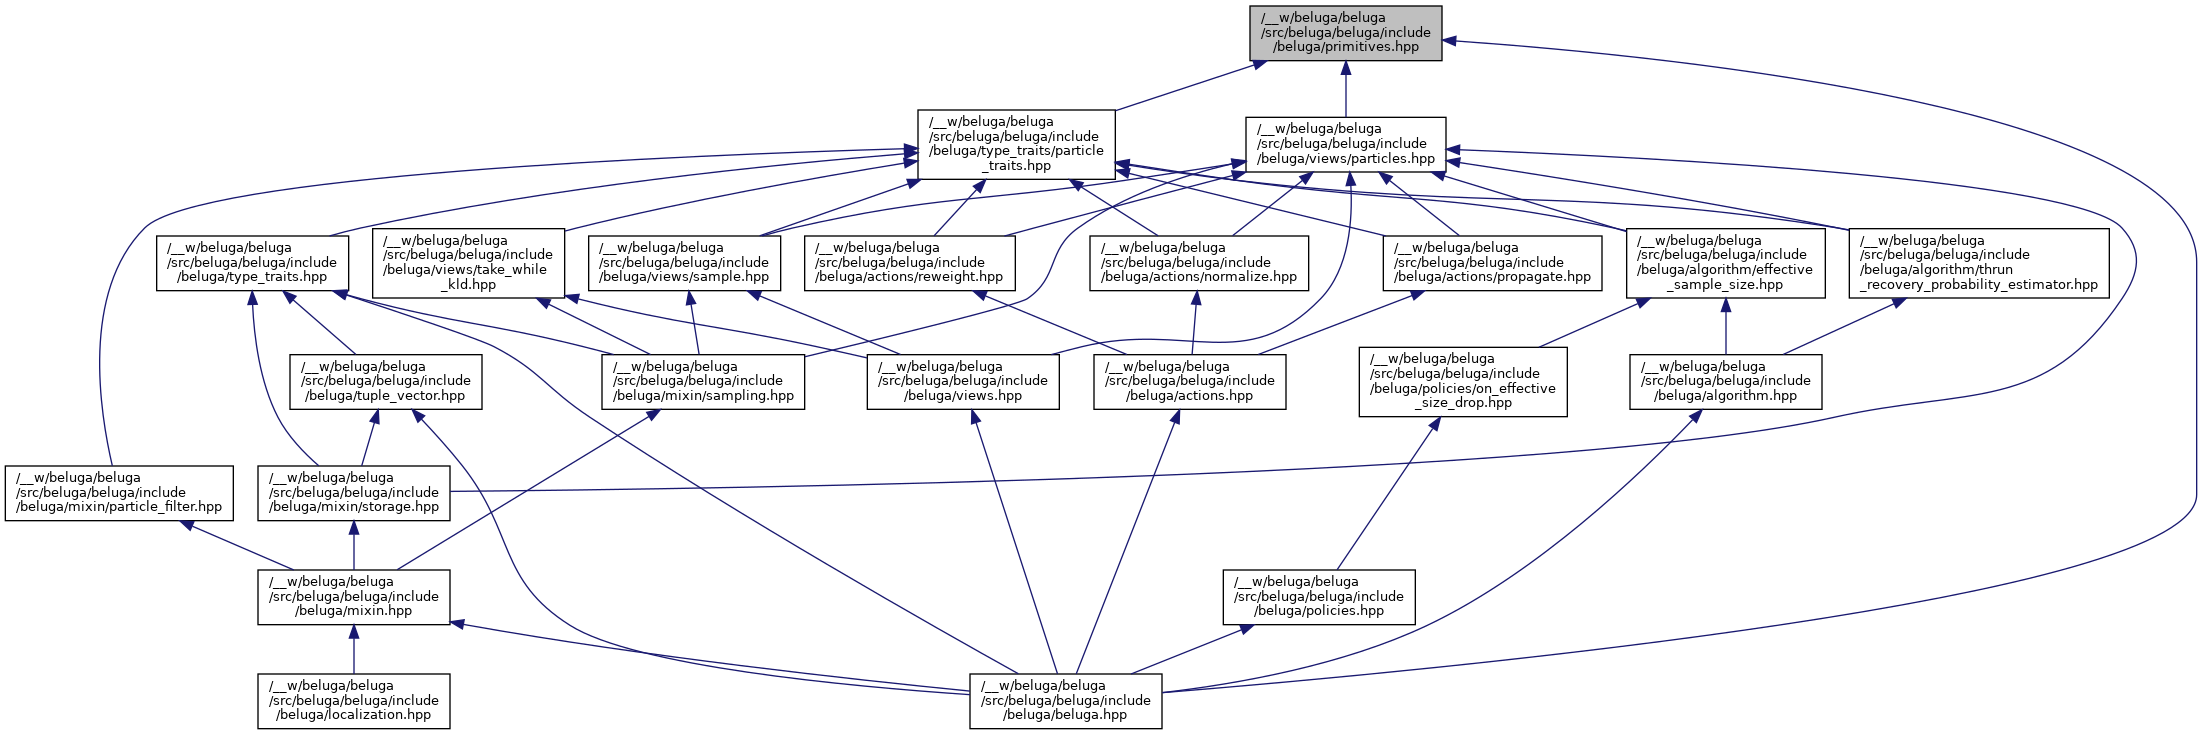 /__w/beluga/beluga
/src/beluga/beluga/include
/beluga/primitives.hpp
/__w/beluga/beluga
/src/beluga/beluga/include
/beluga/type_traits/particle
_traits.hpp
/__w/beluga/beluga
/src/beluga/beluga/include
/beluga/views/particles.hpp
/__w/beluga/beluga
/src/beluga/beluga/include
/beluga/type_traits.hpp
/__w/beluga/beluga
/src/beluga/beluga/include
/beluga/views/take_while
_kld.hpp
/__w/beluga/beluga
/src/beluga/beluga/include
/beluga/views/sample.hpp
/__w/beluga/beluga
/src/beluga/beluga/include
/beluga/actions/reweight.hpp
/__w/beluga/beluga
/src/beluga/beluga/include
/beluga/actions/normalize.hpp
/__w/beluga/beluga
/src/beluga/beluga/include
/beluga/actions/propagate.hpp
/__w/beluga/beluga
/src/beluga/beluga/include
/beluga/algorithm/effective
_sample_size.hpp
/__w/beluga/beluga
/src/beluga/beluga/include
/beluga/algorithm/thrun
_recovery_probability_estimator.hpp
/__w/beluga/beluga
/src/beluga/beluga/include
/beluga/tuple_vector.hpp
/__w/beluga/beluga
/src/beluga/beluga/include
/beluga/mixin/sampling.hpp
/__w/beluga/beluga
/src/beluga/beluga/include
/beluga/views.hpp
/__w/beluga/beluga
/src/beluga/beluga/include
/beluga/actions.hpp
/__w/beluga/beluga
/src/beluga/beluga/include
/beluga/policies/on_effective
_size_drop.hpp
/__w/beluga/beluga
/src/beluga/beluga/include
/beluga/algorithm.hpp
/__w/beluga/beluga
/src/beluga/beluga/include
/beluga/mixin/particle_filter.hpp
/__w/beluga/beluga
/src/beluga/beluga/include
/beluga/mixin/storage.hpp
/__w/beluga/beluga
/src/beluga/beluga/include
/beluga/mixin.hpp
/__w/beluga/beluga
/src/beluga/beluga/include
/beluga/policies.hpp
/__w/beluga/beluga
/src/beluga/beluga/include
/beluga/localization.hpp
/__w/beluga/beluga
/src/beluga/beluga/include
/beluga/beluga.hpp